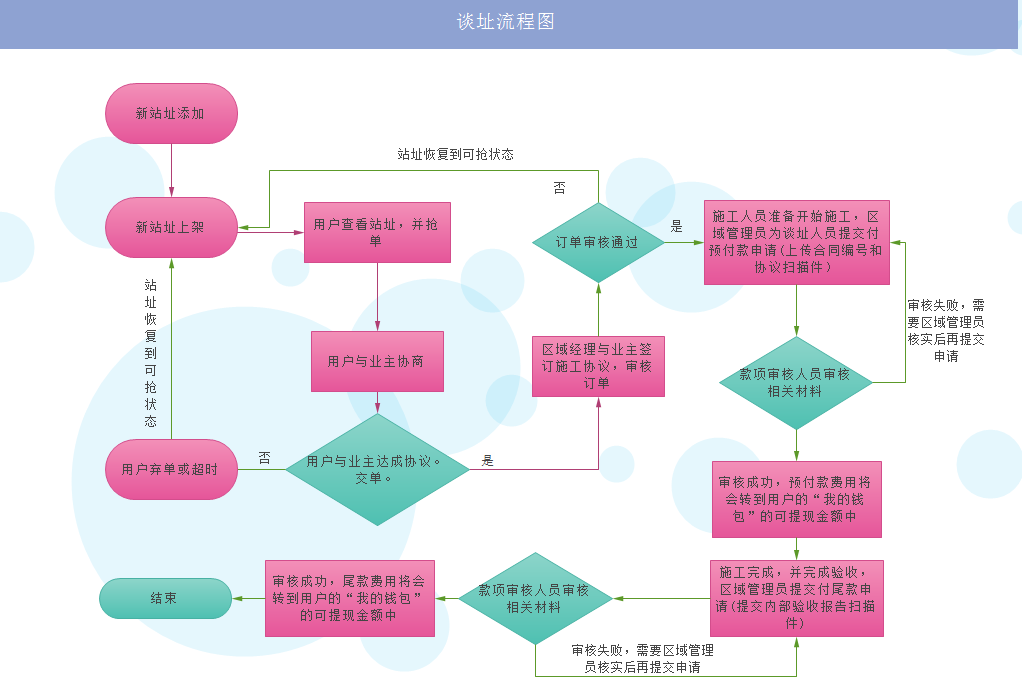 谈址流程图
新站址添加
新站址上架
站址恢复到可抢状态
用户查看站址，并抢
单
否
订单审核通过
是
施工人员准备开始施工，区
域管理员为谈址人员提交付
预付款申请(上传合同编号和
协议扫描件）
站
址
恢
复
到
可
抢
状
态
用户与业主协商
区域经理与业主签
订施工协议，审核
订单
审核失败，需
要区域管理员
核实后再提交
申请
款项审核人员审核
相关材料
用户弃单或超时
否
用户与业主达成协议。
交单。
是
审核成功，预付款费用将
会转到用户的“我的钱
包”的可提现金额中
结束
审核成功，尾款费用将会
转到用户的“我的钱包”
的可提现金额中
款项审核人员审核
相关材料
施工完成，并完成验收，
区域管理员提交付尾款申
请(提交内部验收报告扫描
件)
审核失败，需要区域管理
员核实后再提交申请